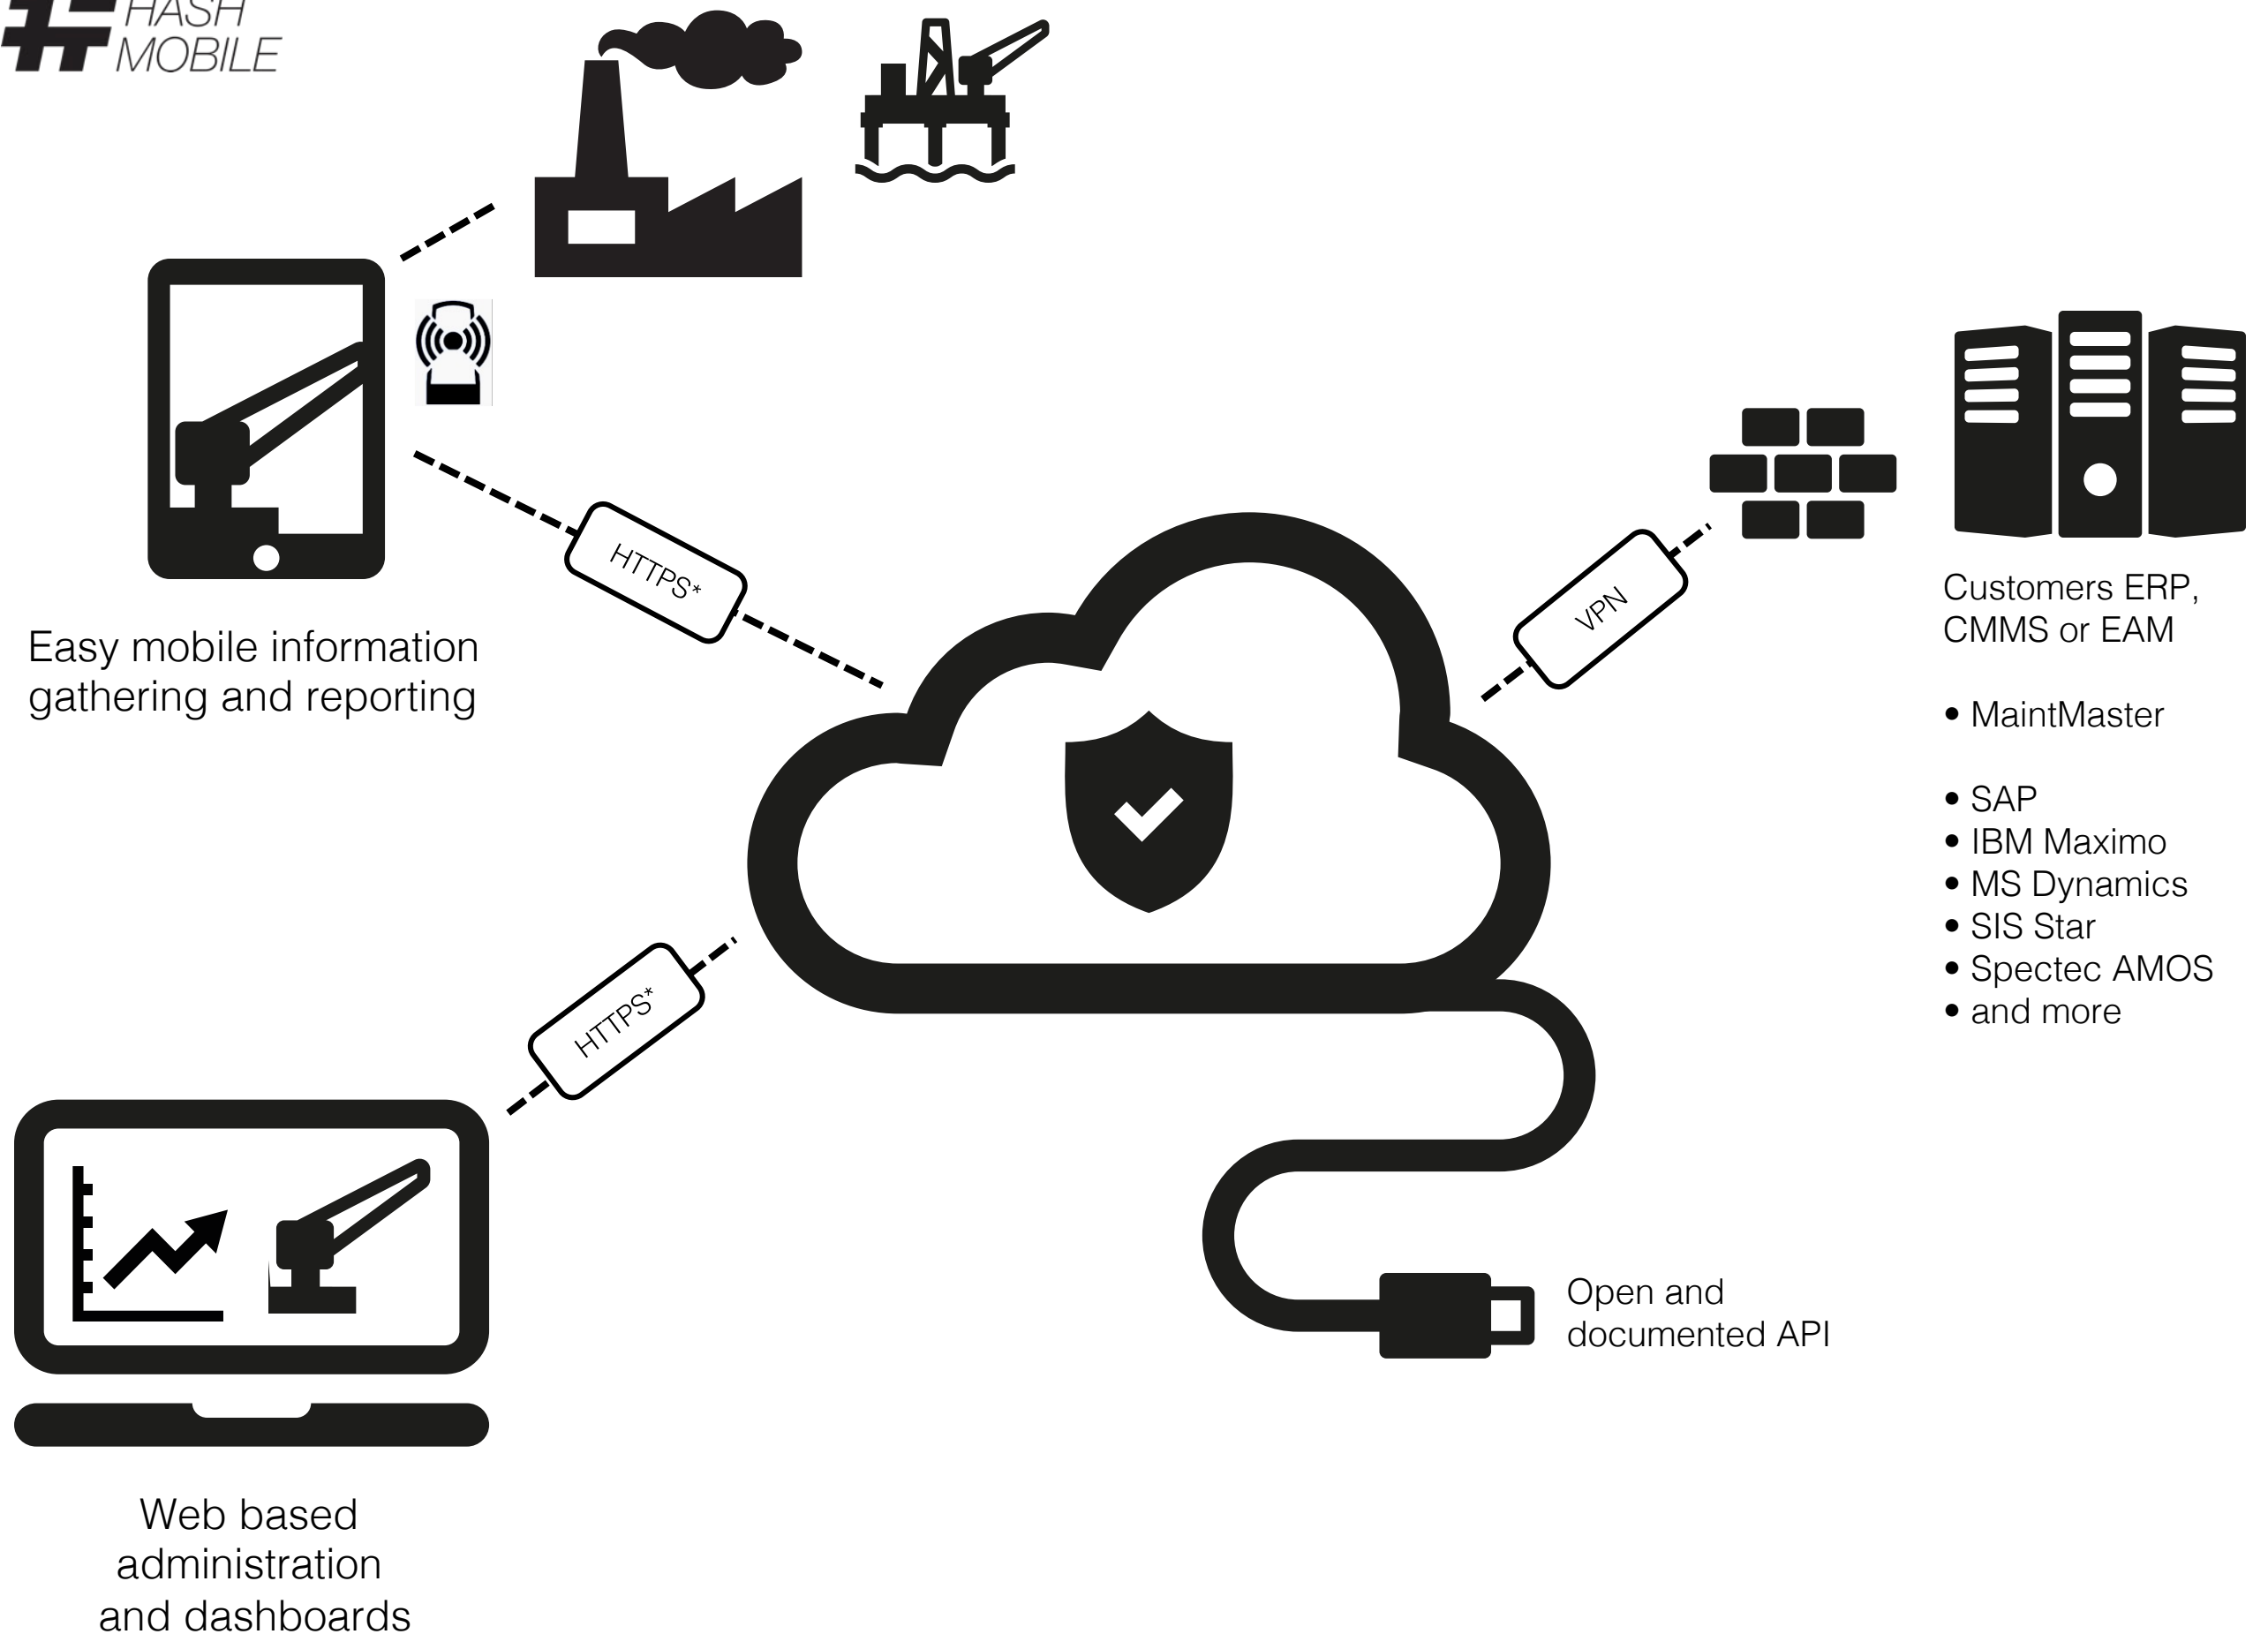 HASH
MOBILE
HTTPS*
VPN
Easy mobile information
gathering and reporting
Customers ERP,
CMMS or EAM
• MaintMaster
• SAP
• IBM Maximo
• MS Dynamics
• SIS Star
• Spectec AMOS
• and more
HTTPS*
Open and
documented API
Web based
administration
and dashboards